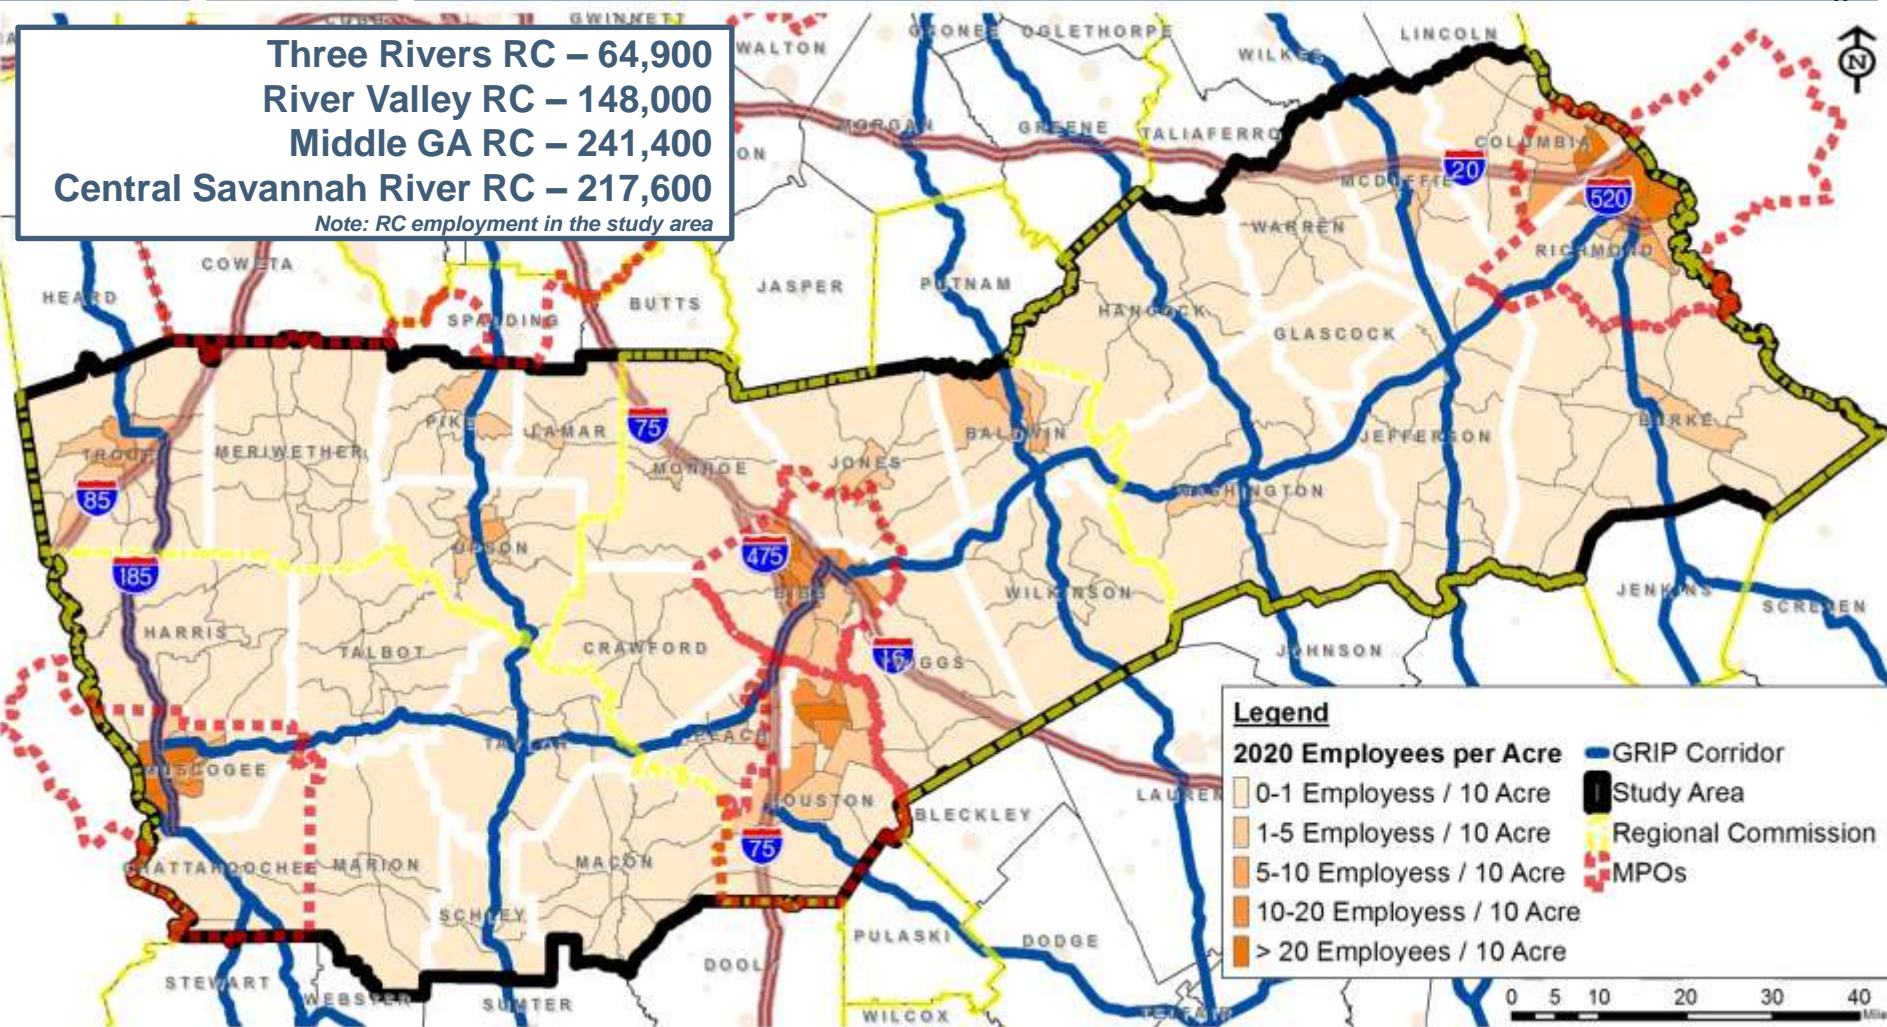 Three Rivers RC – 64,900
River Valley RC – 148,000
Middle GA RC – 241,400
Central Savannah River RC – 217,600
Note: RC employment in the study area
GWINNETT
WALTON
OGLETHORPE
WILKES
LINCOLN
N
MORGAN
GREENE
TALIAFERRO
COLUMBIA
20
MCDUFFIE
520
WARREN
RICHMOND
COWETA
HEARD
BUTTS
JASPER
PUTNAM
SPALDING
HANCOCK
GLASCOCK
PIKE
LAMAR
75
BALDWIN
BURKE
TROUP
MERIWETHER
MONROE
JONES
JEFFERSON
85
WASHINGTON
UPSON
475
185
BIBB
WILKINSON
JENKINS
SCREVEN
HARRIS
TALBOT
CRAWFORD
16
TWIGGS
JOHNSON
TAYLOR
PEACH
MUSCOGEE
HOUSTON
BLECKLEY
LAUREN
75
CHATTAHOOCHEE
MARION
MACON
SCHLEY
PULASKI
DODGE
DOOL
STEWART
WEBSTER
SUMTER
WILCOX
TELFAIR
Legend
2020 Employees per Acre
0-1 Employess / 10 Acre
1-5 Employess / 10 Acre
5-10 Employess / 10 Acre
10-20 Employess / 10 Acre
> 20 Employees / 10 Acre
GRIP Corridor
Study Area
Regional Commission
MPOs
0 5 10 20 30 40